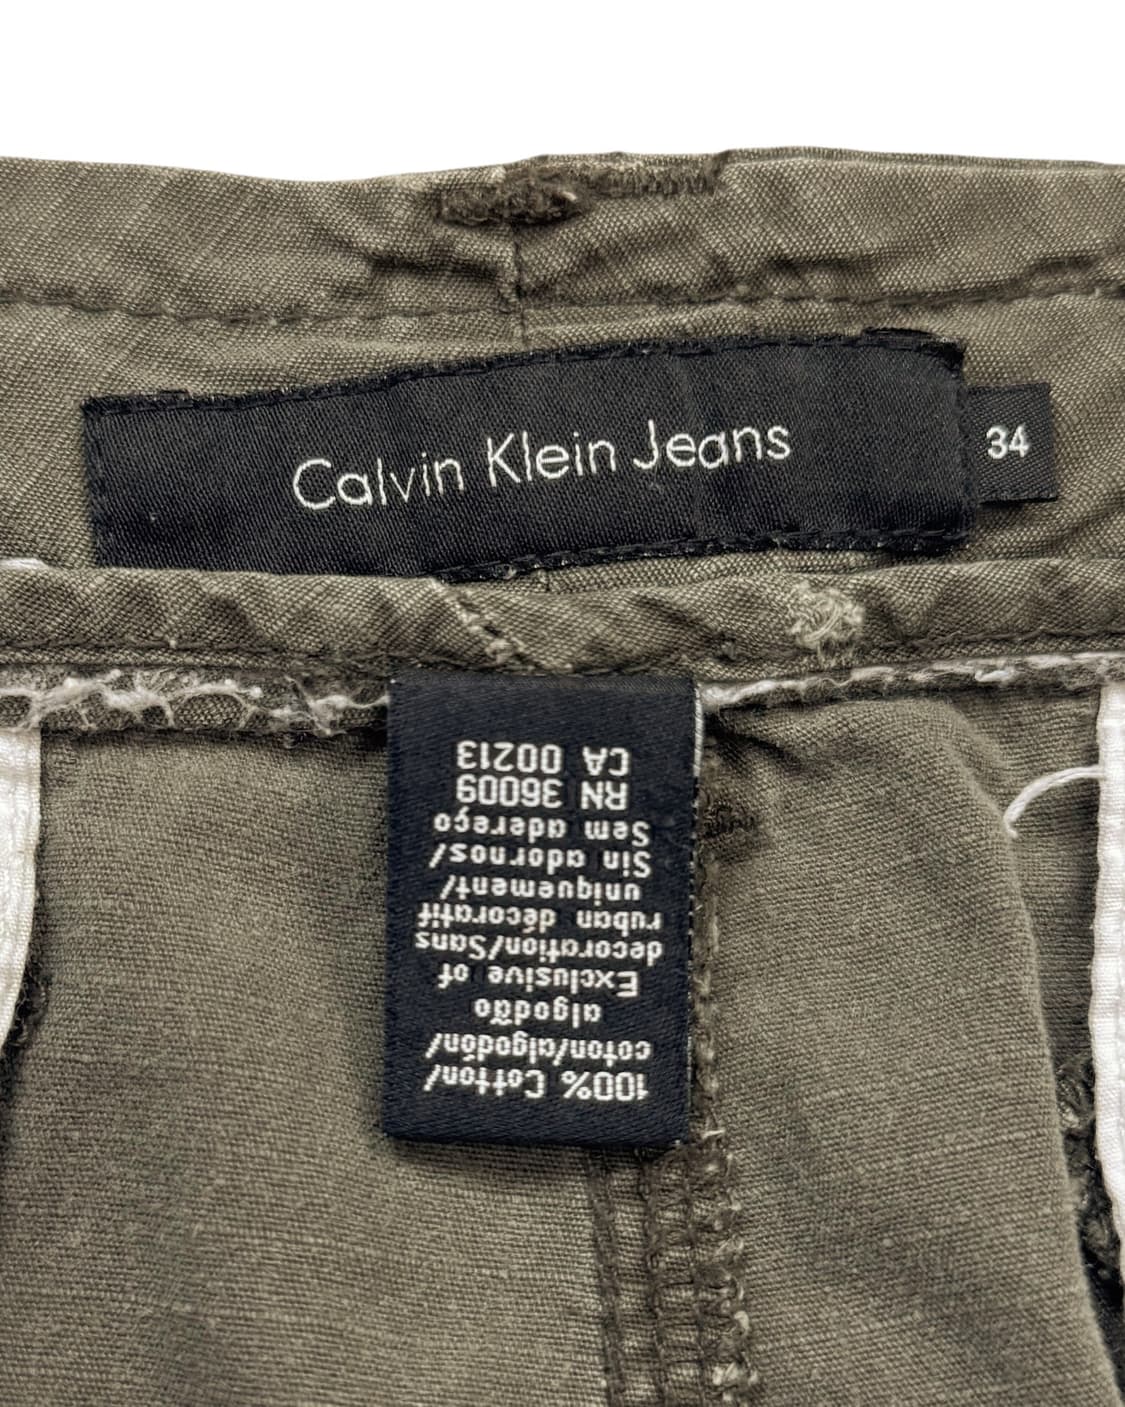 Calvin Klein Jeans
34
100% Cotton/
coton/algodón/
algodão
Exclusive of
decoration/Sans
ruban décoratif
uniquement/
Sin adornos/
Sem adereço
RN 36009
CA 00213